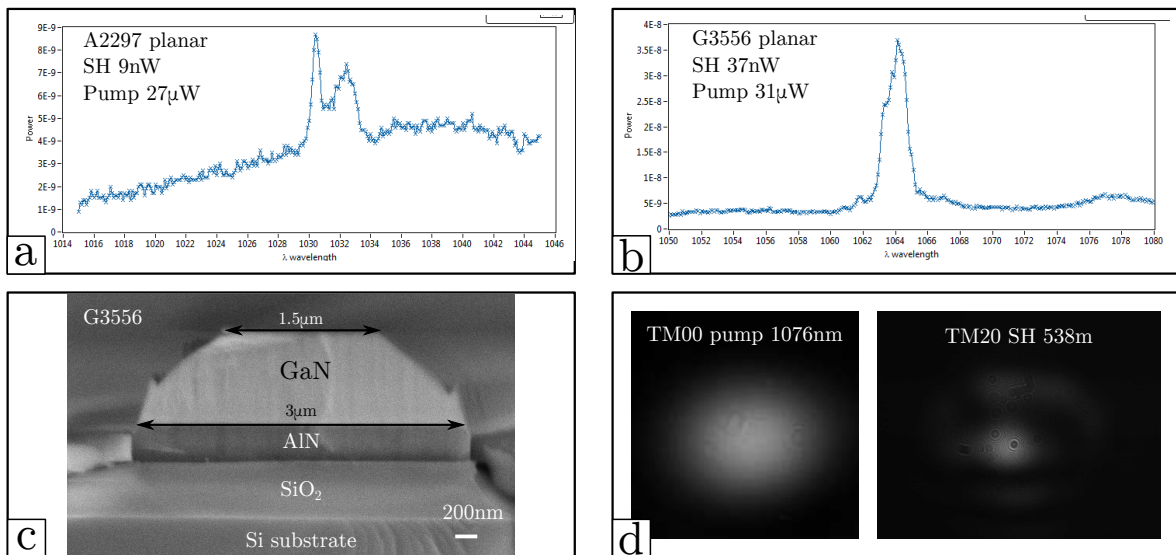 A2297 planar
SH 9nW
Pump 27μW
9E-9
8E-9
7E-9
6E-9
5E-9
4E-9
3E-9
2E-9
1E-9
0
Power
1014 1016 1018 1020 1022 1024 1026 1028 1030 1032 1034 1036 1038 1040 1042 1044 1046
λ wavelength
a
G3556 planar
SH 37nW
Pump 31μW
4E-8
3.5E-8
3E-8
2.5E-8
2E-8
1.5E-8
1E-8
5E-9
0
Power
1050 1052 1054 1056 1058 1060 1062 1064 1066 1068 1070 1072 1074 1076 1078 1080
λ wavelength
b
G3556
1.5μm
GaN
3μm
AlN
SiO2
200nm
Si substrate
c
TM00 pump 1076nm
TM20 SH 538m
d